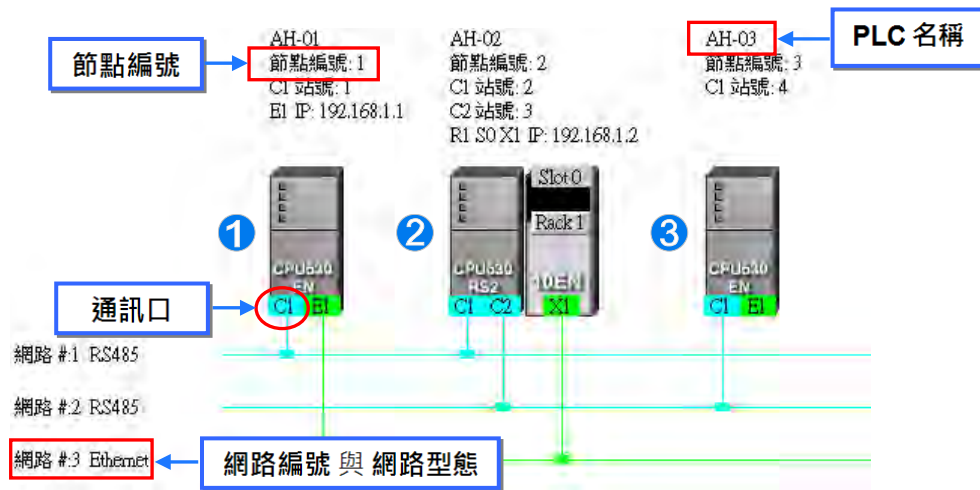 節點編號
AH-01
節點編號: 1
C1 站號: 1
E1 IP: 192.168.1.1
AH-02
節點編號: 2
C1 站號: 2
C2 站號: 3
R1 S0 X1 IP: 192.168.1.2
AH-03
節點編號: 3
C1 站號: 4
PLC 名稱
1
CPU530
EN
C1 E1
2
CPU530
RS2
C1 C2
Slot 0
Rack 1
10EN
X1
3
CPU530
EN
C1 E1
通訊口
網路 #:1 RS485
網路 #:2 RS485
網路 #:3 Ethernet
網路編號 與 網路型態